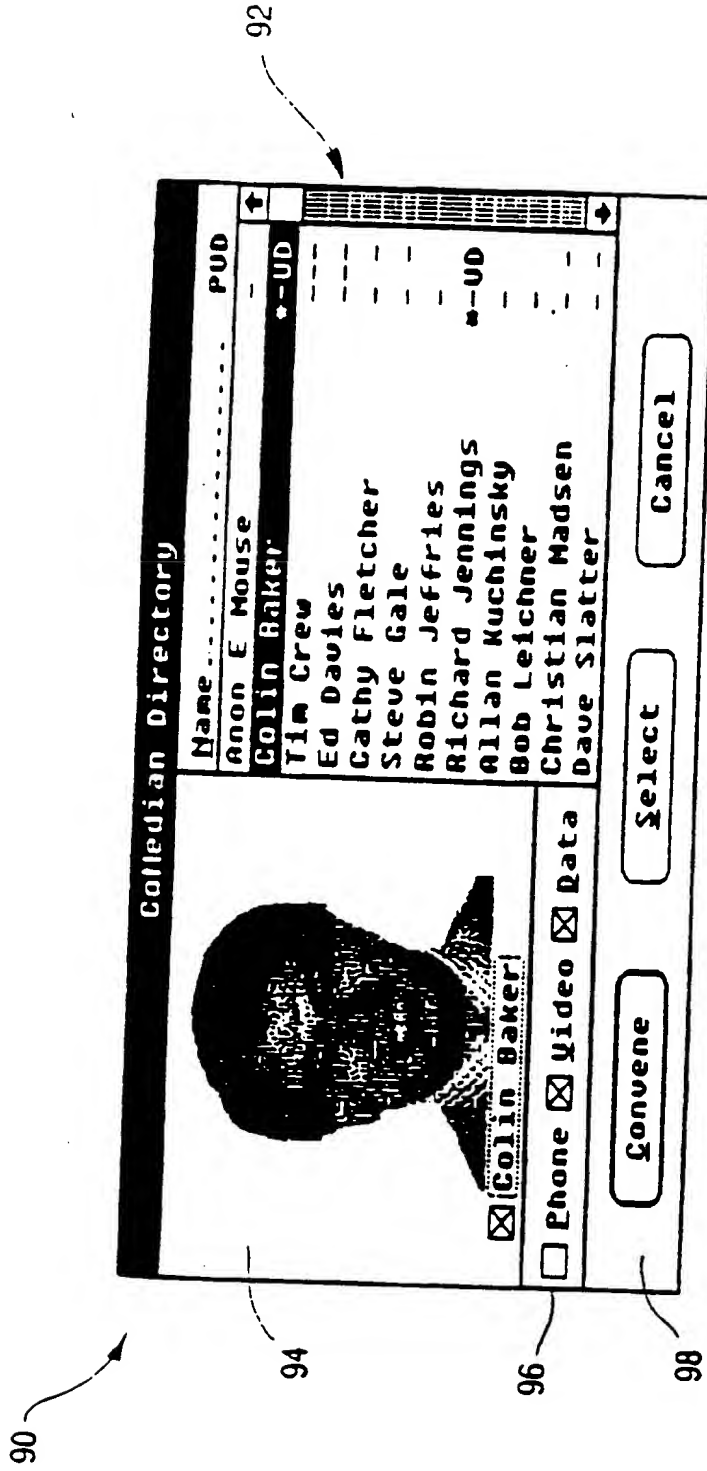 90
92
Colledian Directory
Name................... PVD
Anon E Mouse -
Colin Baker *-UD
Tim Crew ---
Ed Davies ---
Cathy Fletcher - -
Steve Gale - -
Robin Jeffries -
Richard Jennings *-UD
Allan Kuchinsky -
Bob Leichner -
Christian Madsen - -
Dave Slatter - -
94
Colin Baker
96
Phone Video Data
98
Convene Select Cancel